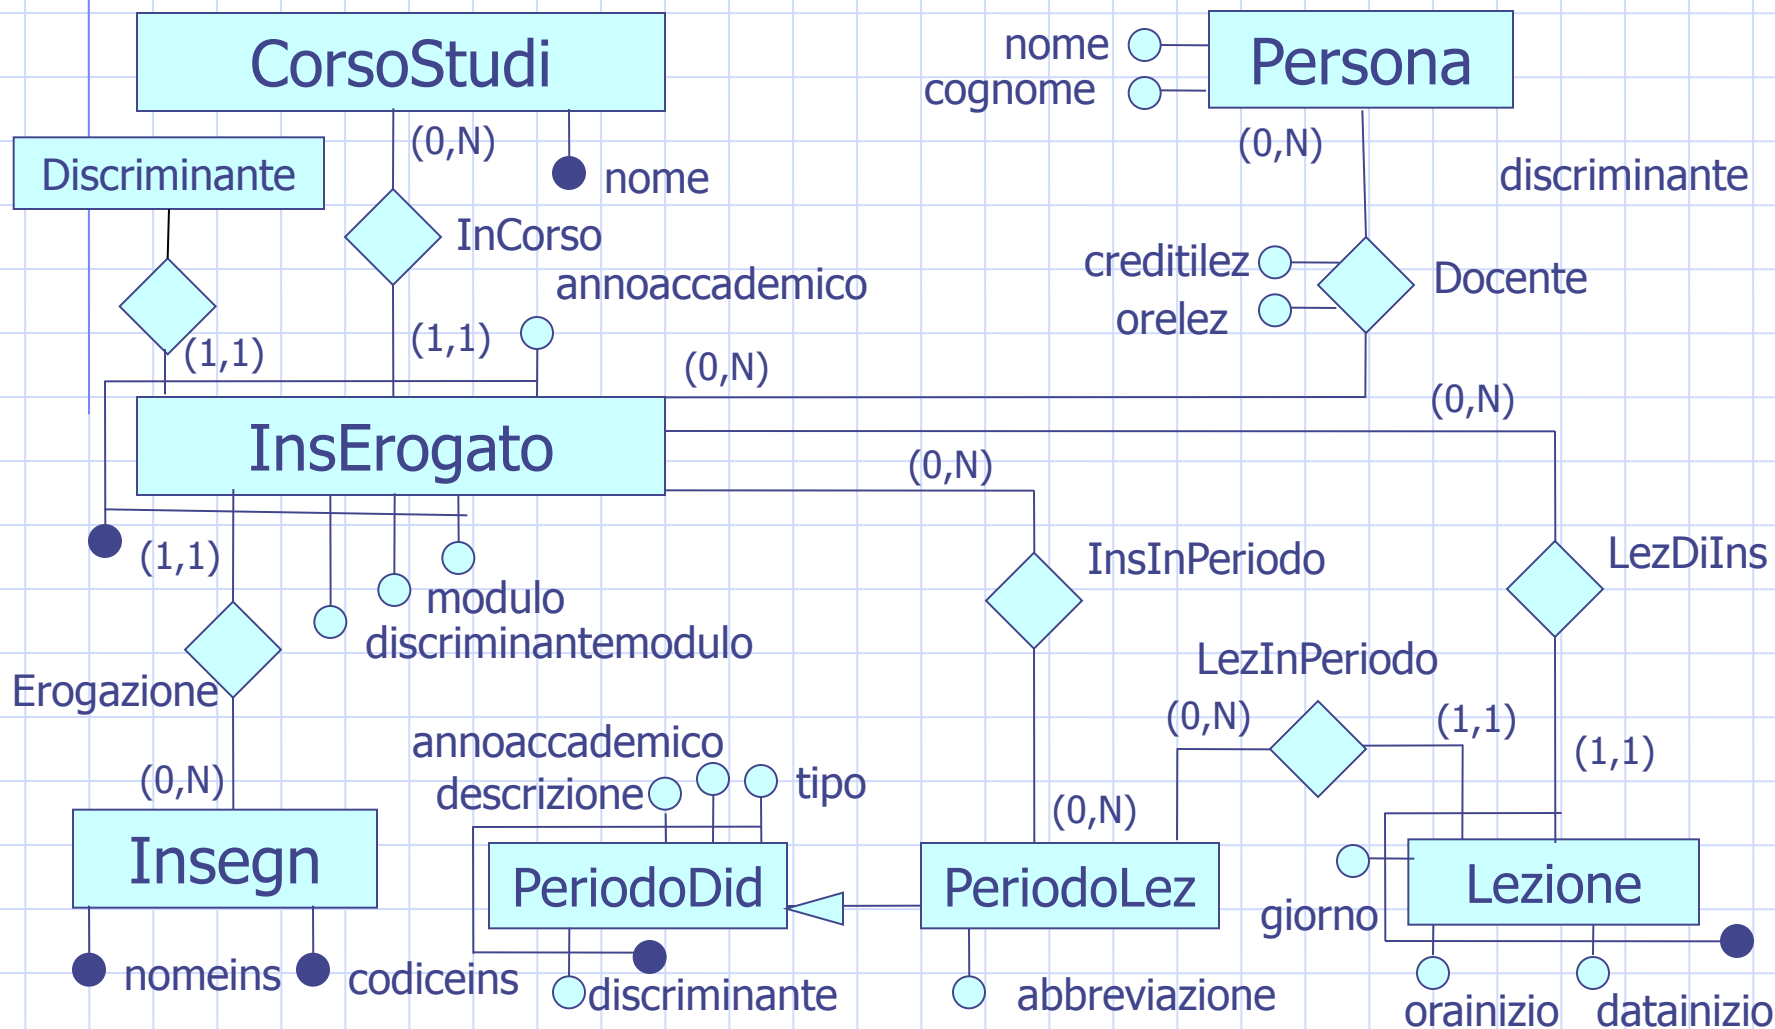 CorsoStudi
Persona
nome
cognome
(0,N)
(0,N)
Discriminante
nome
discriminante
InCorso
creditilez
Docente
annoaccademico
orelez
(1,1)
(1,1)
(0,N)
(0,N)
InsErogato
(0,N)
(1,1)
InsInPeriodo
LezDiIns
modulo
discriminantemodulo
LezInPeriodo
Erogazione
(0,N)
(1,1)
annoaccademico
(1,1)
(0,N)
descrizione
tipo
(0,N)
Insegn
PeriodoDid
PeriodoLez
Lezione
giorno
nomeins
codiceins
discriminante
abbreviazione
orainizio
datainizio